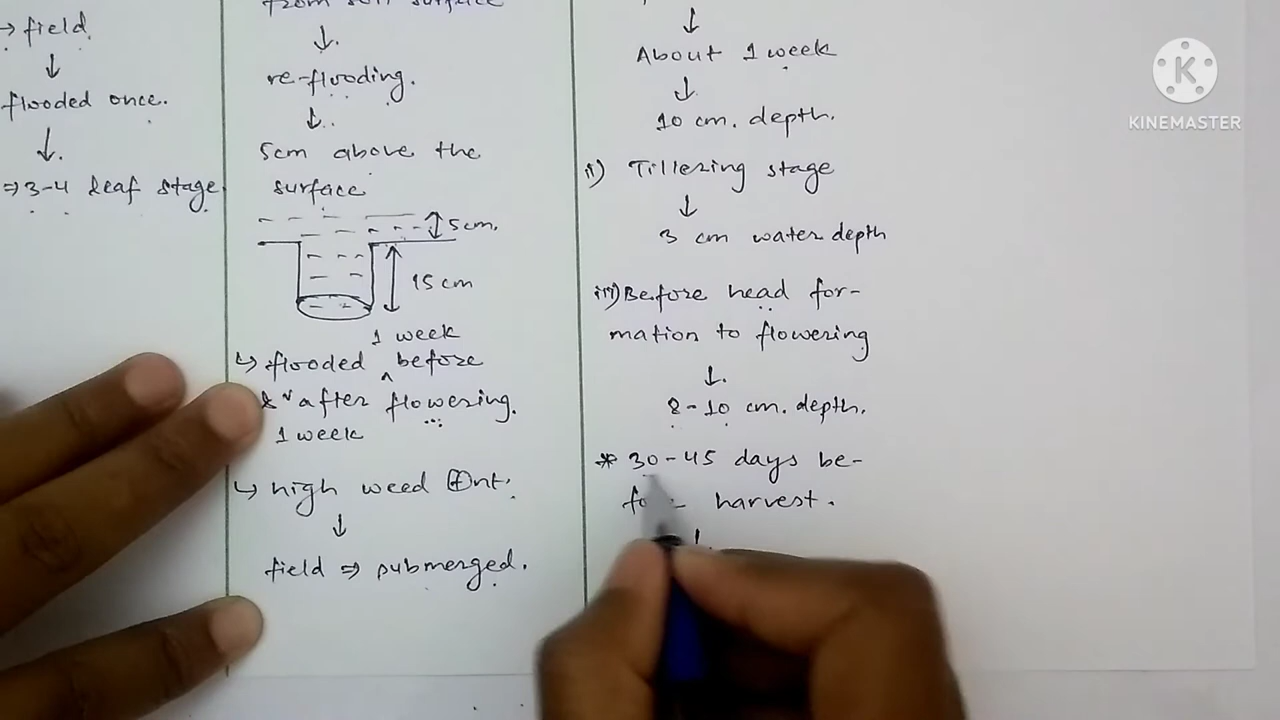 → field.
↓
flooded once.
↓.
⇒ 3-4 leaf stage.
from soil surface
↓.
re-flooding.
↓..
5cm above the
surface
5cm.
15 cm
1 week
↳ flooded ^ before
& after flowering.
1 week
↳ high weed
↓
field ⇒ submerged.
↓
About 1 week
↓
10 cm. depth.
ii) Tillering stage
↓
3 cm water depth
iii) Before head for-
mation to flowering
↓.
8-10 cm. depth.
* 30-45 days be-
harvest.
KINEMASTER